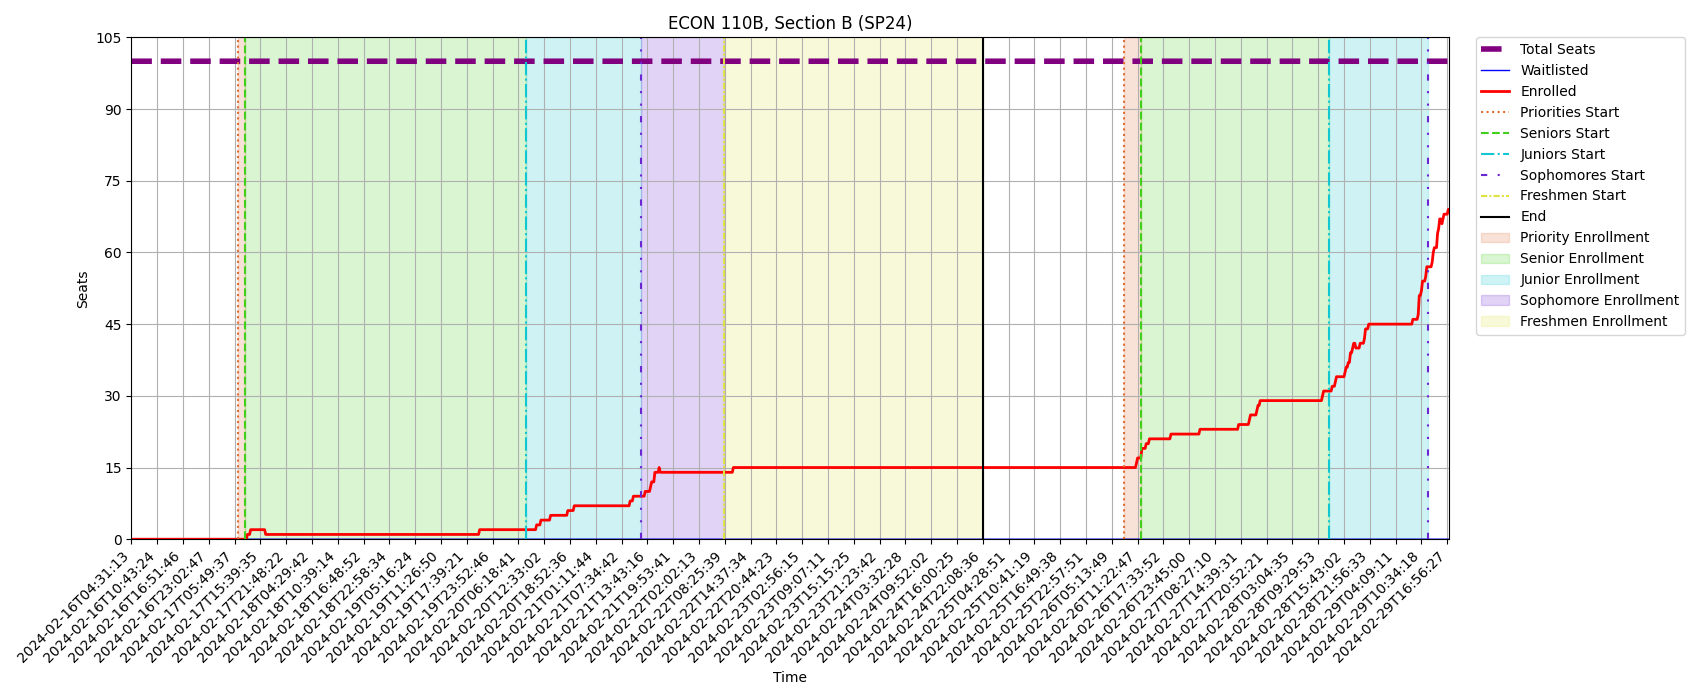 ECON 110B, Section B (SP24)
105
90
75
60
45
30
15
0
Seats
2024-02-16T04:31:13
2024-02-16T10:43:24
2024-02-16T16:51:46
2024-02-16T23:02:47
2024-02-17T05:49:37
2024-02-17T15:39:35
2024-02-17T21:48:22
2024-02-18T04:29:42
2024-02-18T10:39:14
2024-02-18T16:48:52
2024-02-18T22:58:34
2024-02-19T05:16:24
2024-02-19T11:26:50
2024-02-19T17:39:21
2024-02-19T23:52:46
2024-02-20T06:18:41
2024-02-20T12:33:02
2024-02-20T18:52:36
2024-02-21T01:11:44
2024-02-21T07:34:42
2024-02-21T13:43:16
2024-02-21T19:53:41
2024-02-22T02:02:13
2024-02-22T08:25:39
2024-02-22T14:37:34
2024-02-22T20:44:23
2024-02-23T02:56:15
2024-02-23T09:07:11
2024-02-23T15:15:25
2024-02-23T21:23:42
2024-02-24T03:32:28
2024-02-24T09:52:02
2024-02-24T16:00:25
2024-02-24T22:08:36
2024-02-25T04:28:51
2024-02-25T10:41:19
2024-02-25T16:49:38
2024-02-25T22:57:51
2024-02-26T05:13:49
2024-02-26T11:22:47
2024-02-26T17:33:52
2024-02-26T23:45:00
2024-02-27T08:27:10
2024-02-27T14:39:31
2024-02-27T20:52:21
2024-02-28T03:04:35
2024-02-28T09:29:53
2024-02-28T15:43:02
2024-02-28T21:56:33
2024-02-29T04:09:11
2024-02-29T10:34:18
2024-02-29T16:56:27
Time
Total Seats
Waitlisted
Enrolled
Priorities Start
Seniors Start
Juniors Start
Sophomores Start
Freshmen Start
End
Priority Enrollment
Senior Enrollment
Junior Enrollment
Sophomore Enrollment
Freshmen Enrollment